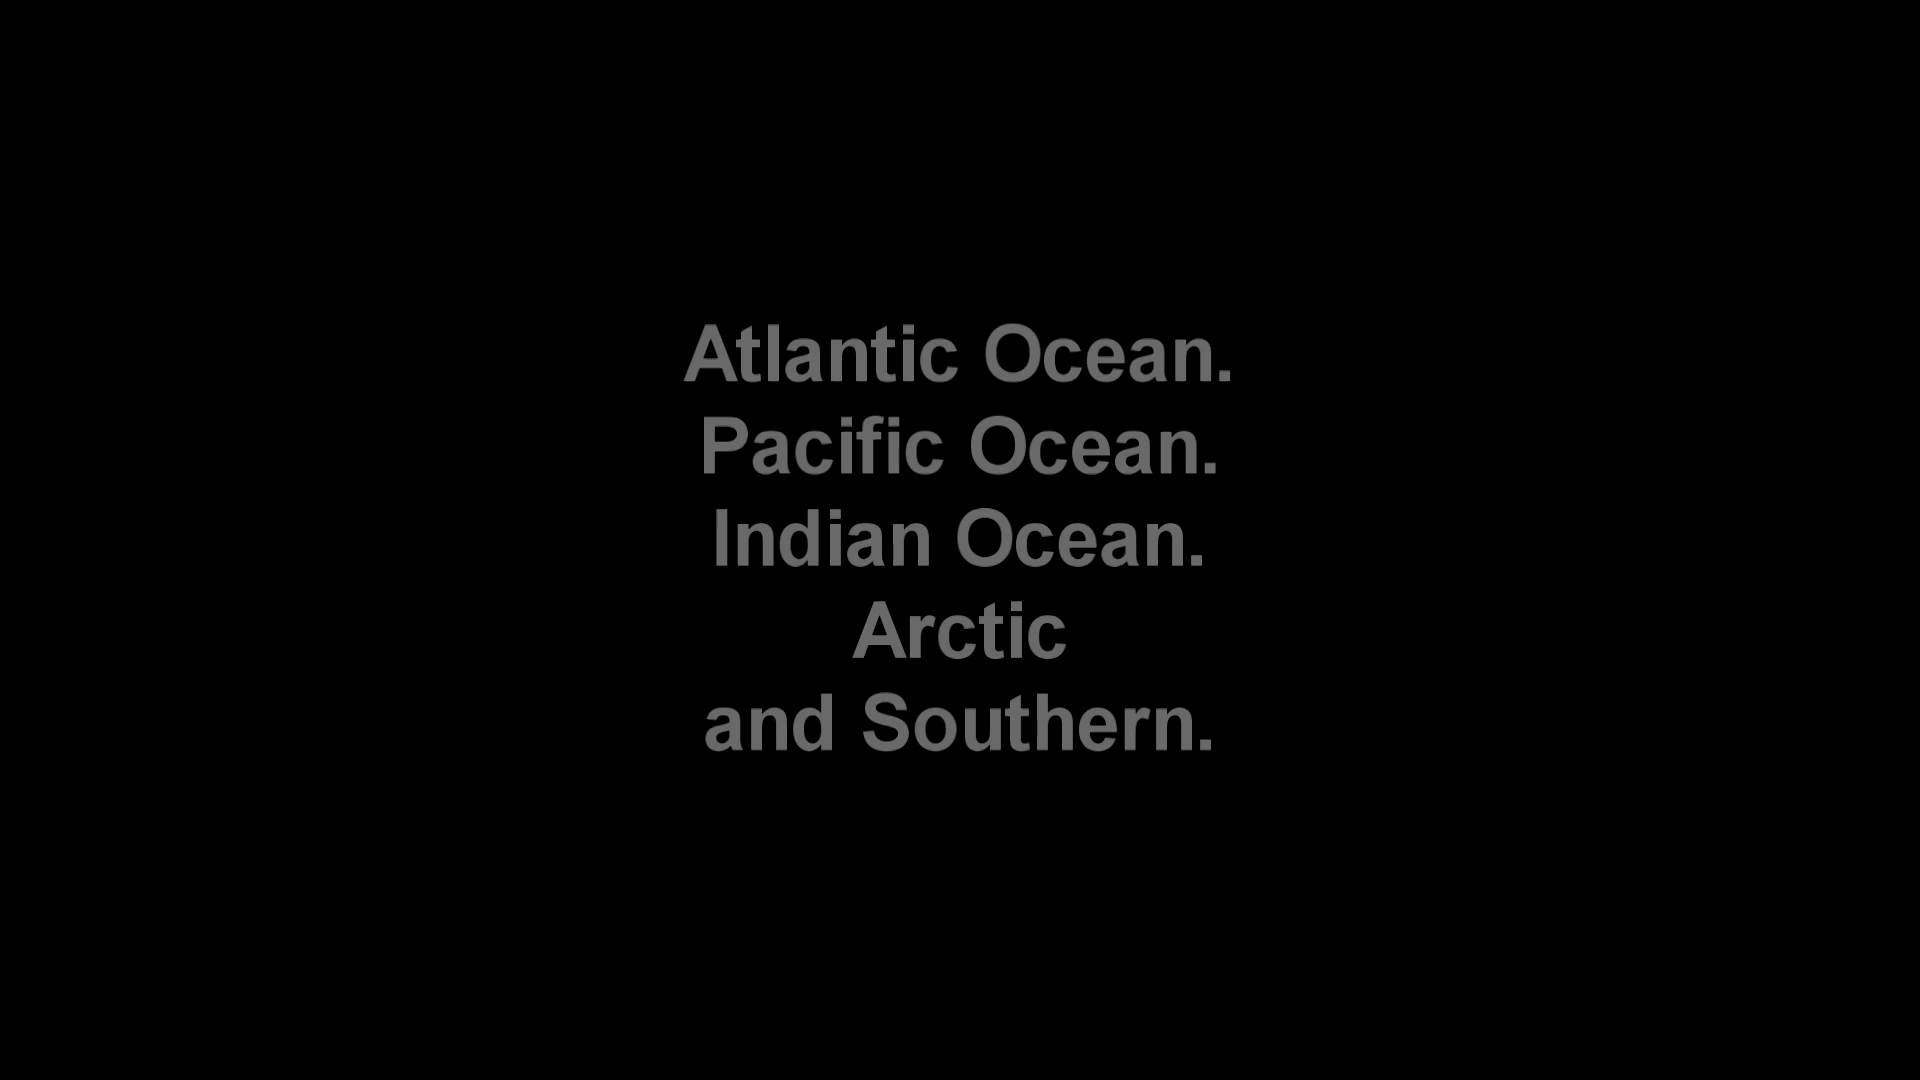 Atlantic Ocean.
Pacific Ocean.
Indian Ocean.
Arctic
and Southern.